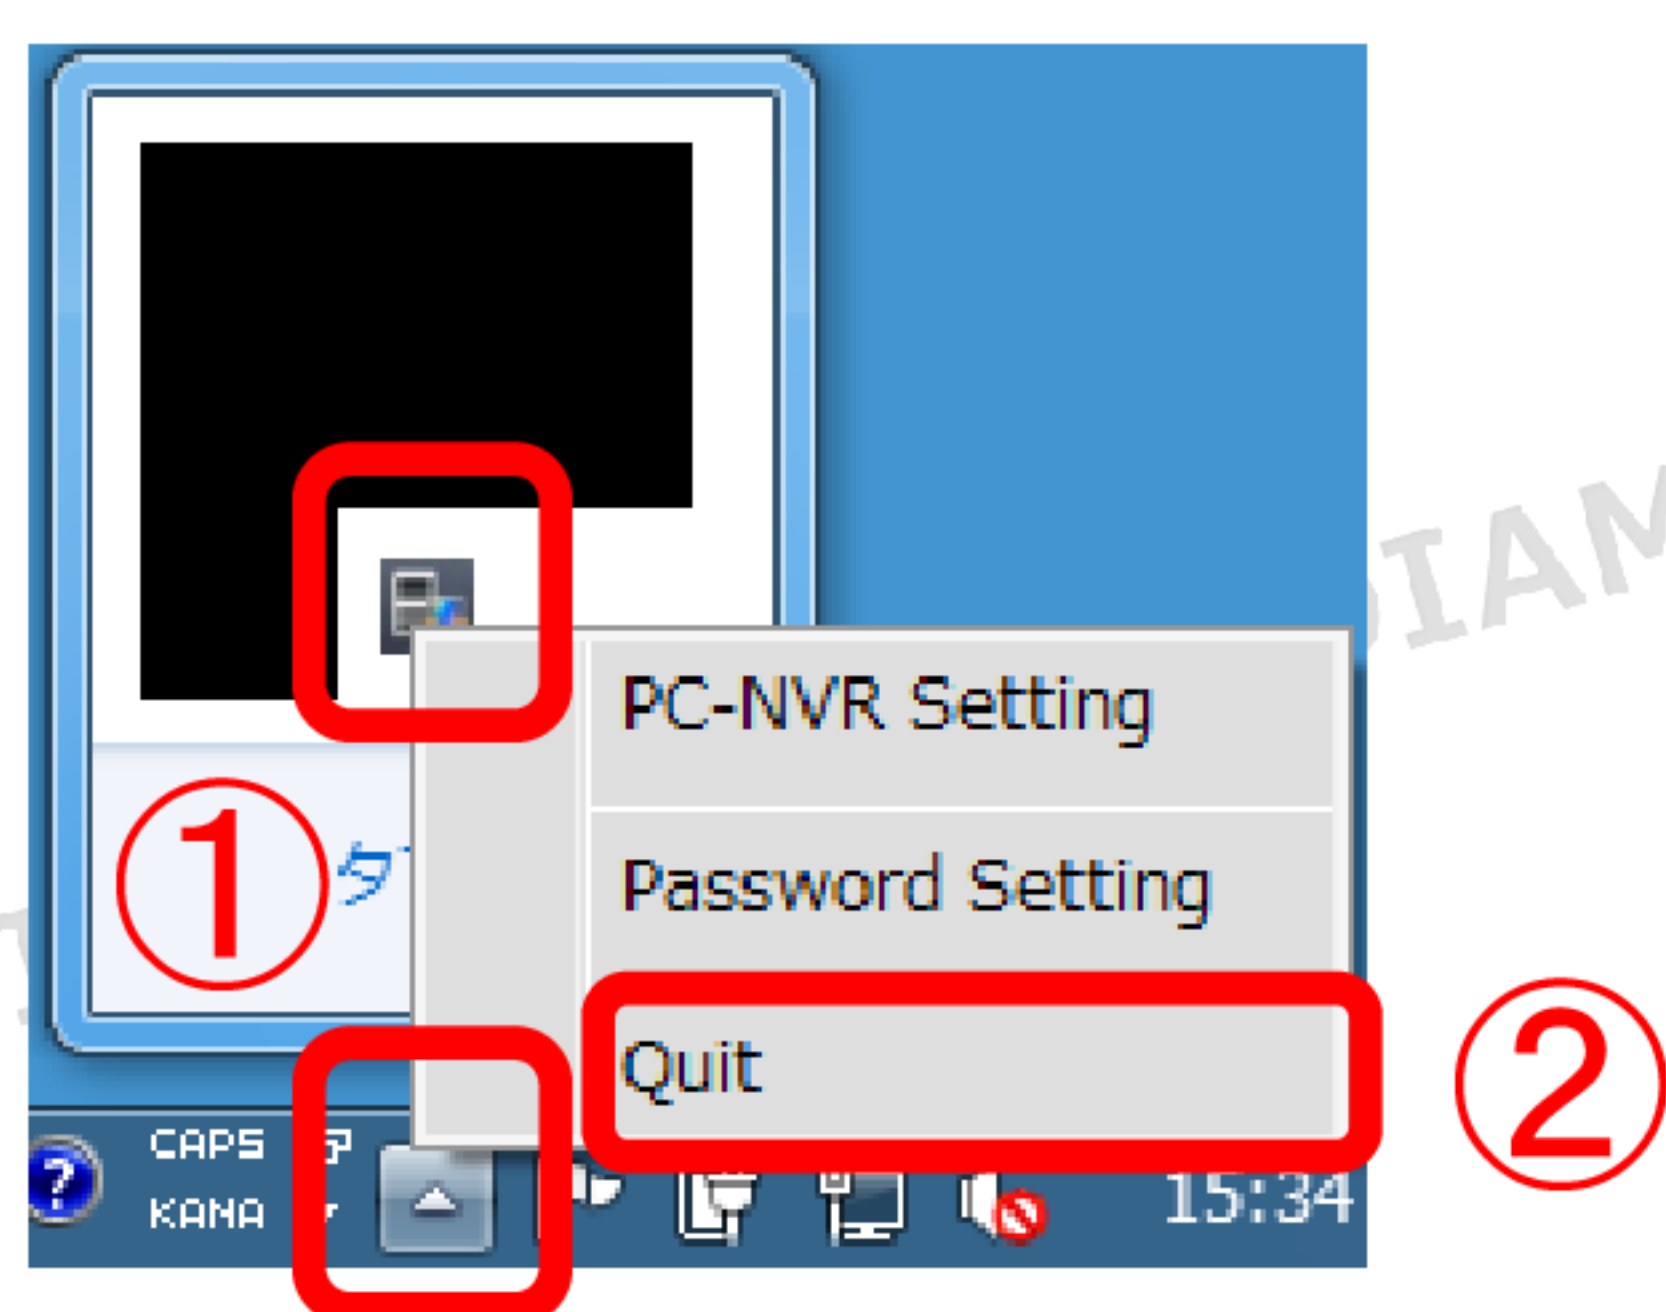 PC-NVR Setting
①
Password Setting
Quit
②
CAPS
KANA
15:34